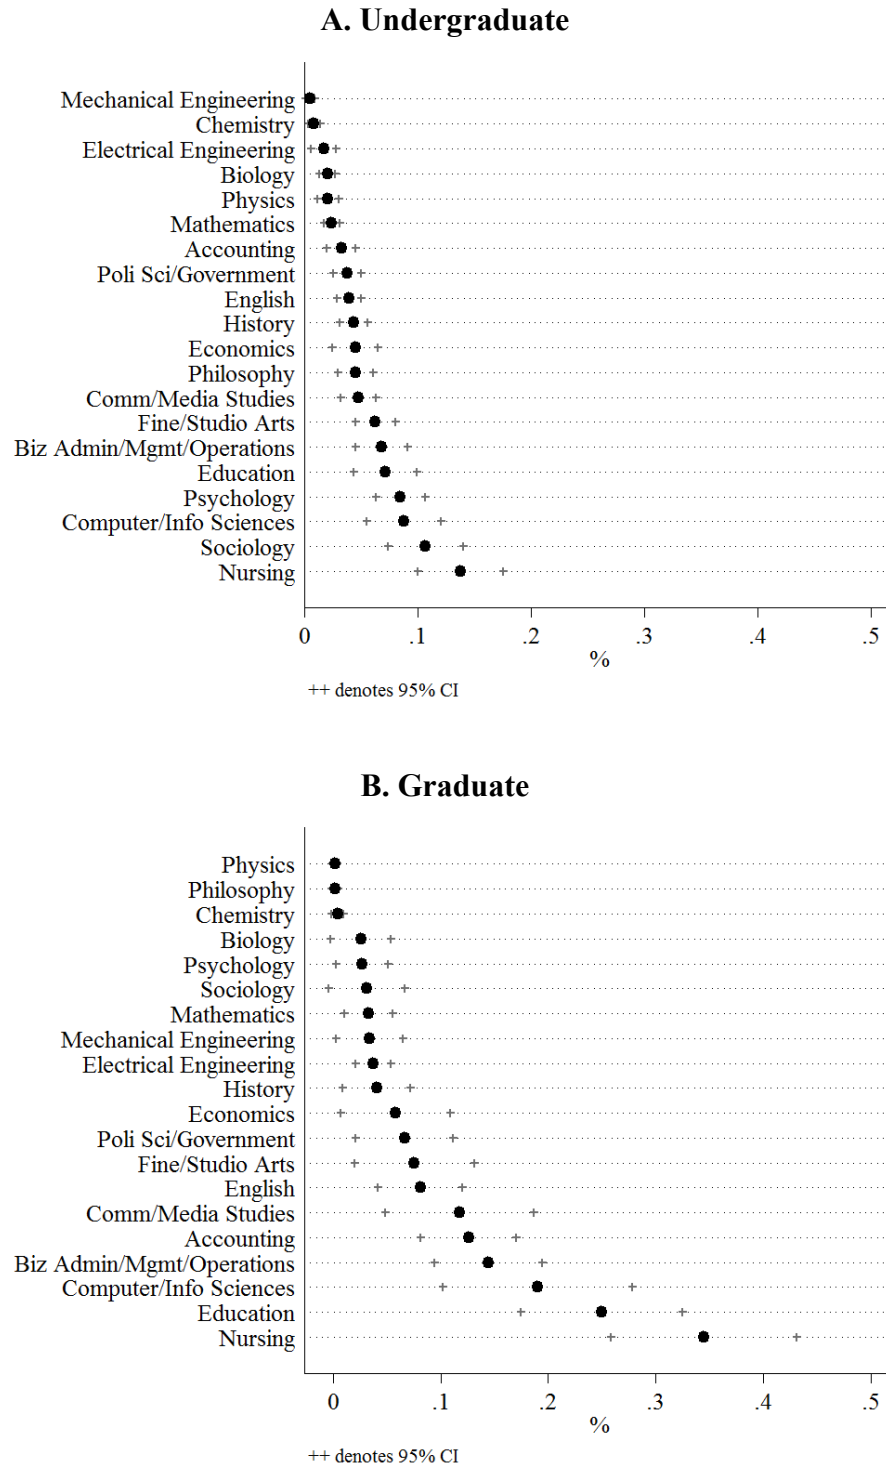 A. Undergraduate
Mechanical Engineering
Chemistry
Electrical Engineering
Biology
Physics
Mathematics
Accounting
Poli Sci/Government
English
History
Economics
Philosophy
Comm/Media Studies
Fine/Studio Arts
Biz Admin/Mgmt/Operations
Education
Psychology
Computer/Info Sciences
Sociology
Nursing
0 .1 .2 .3 .4 .5
%
++ denotes 95% CI
B. Graduate
Physics
Philosophy
Chemistry
Biology
Psychology
Sociology
Mathematics
Mechanical Engineering
Electrical Engineering
History
Economics
Poli Sci/Government
Fine/Studio Arts
English
Comm/Media Studies
Accounting
Biz Admin/Mgmt/Operations
Computer/Info Sciences
Education
Nursing
0 .1 .2 .3 .4 .5
%
++ denotes 95% CI